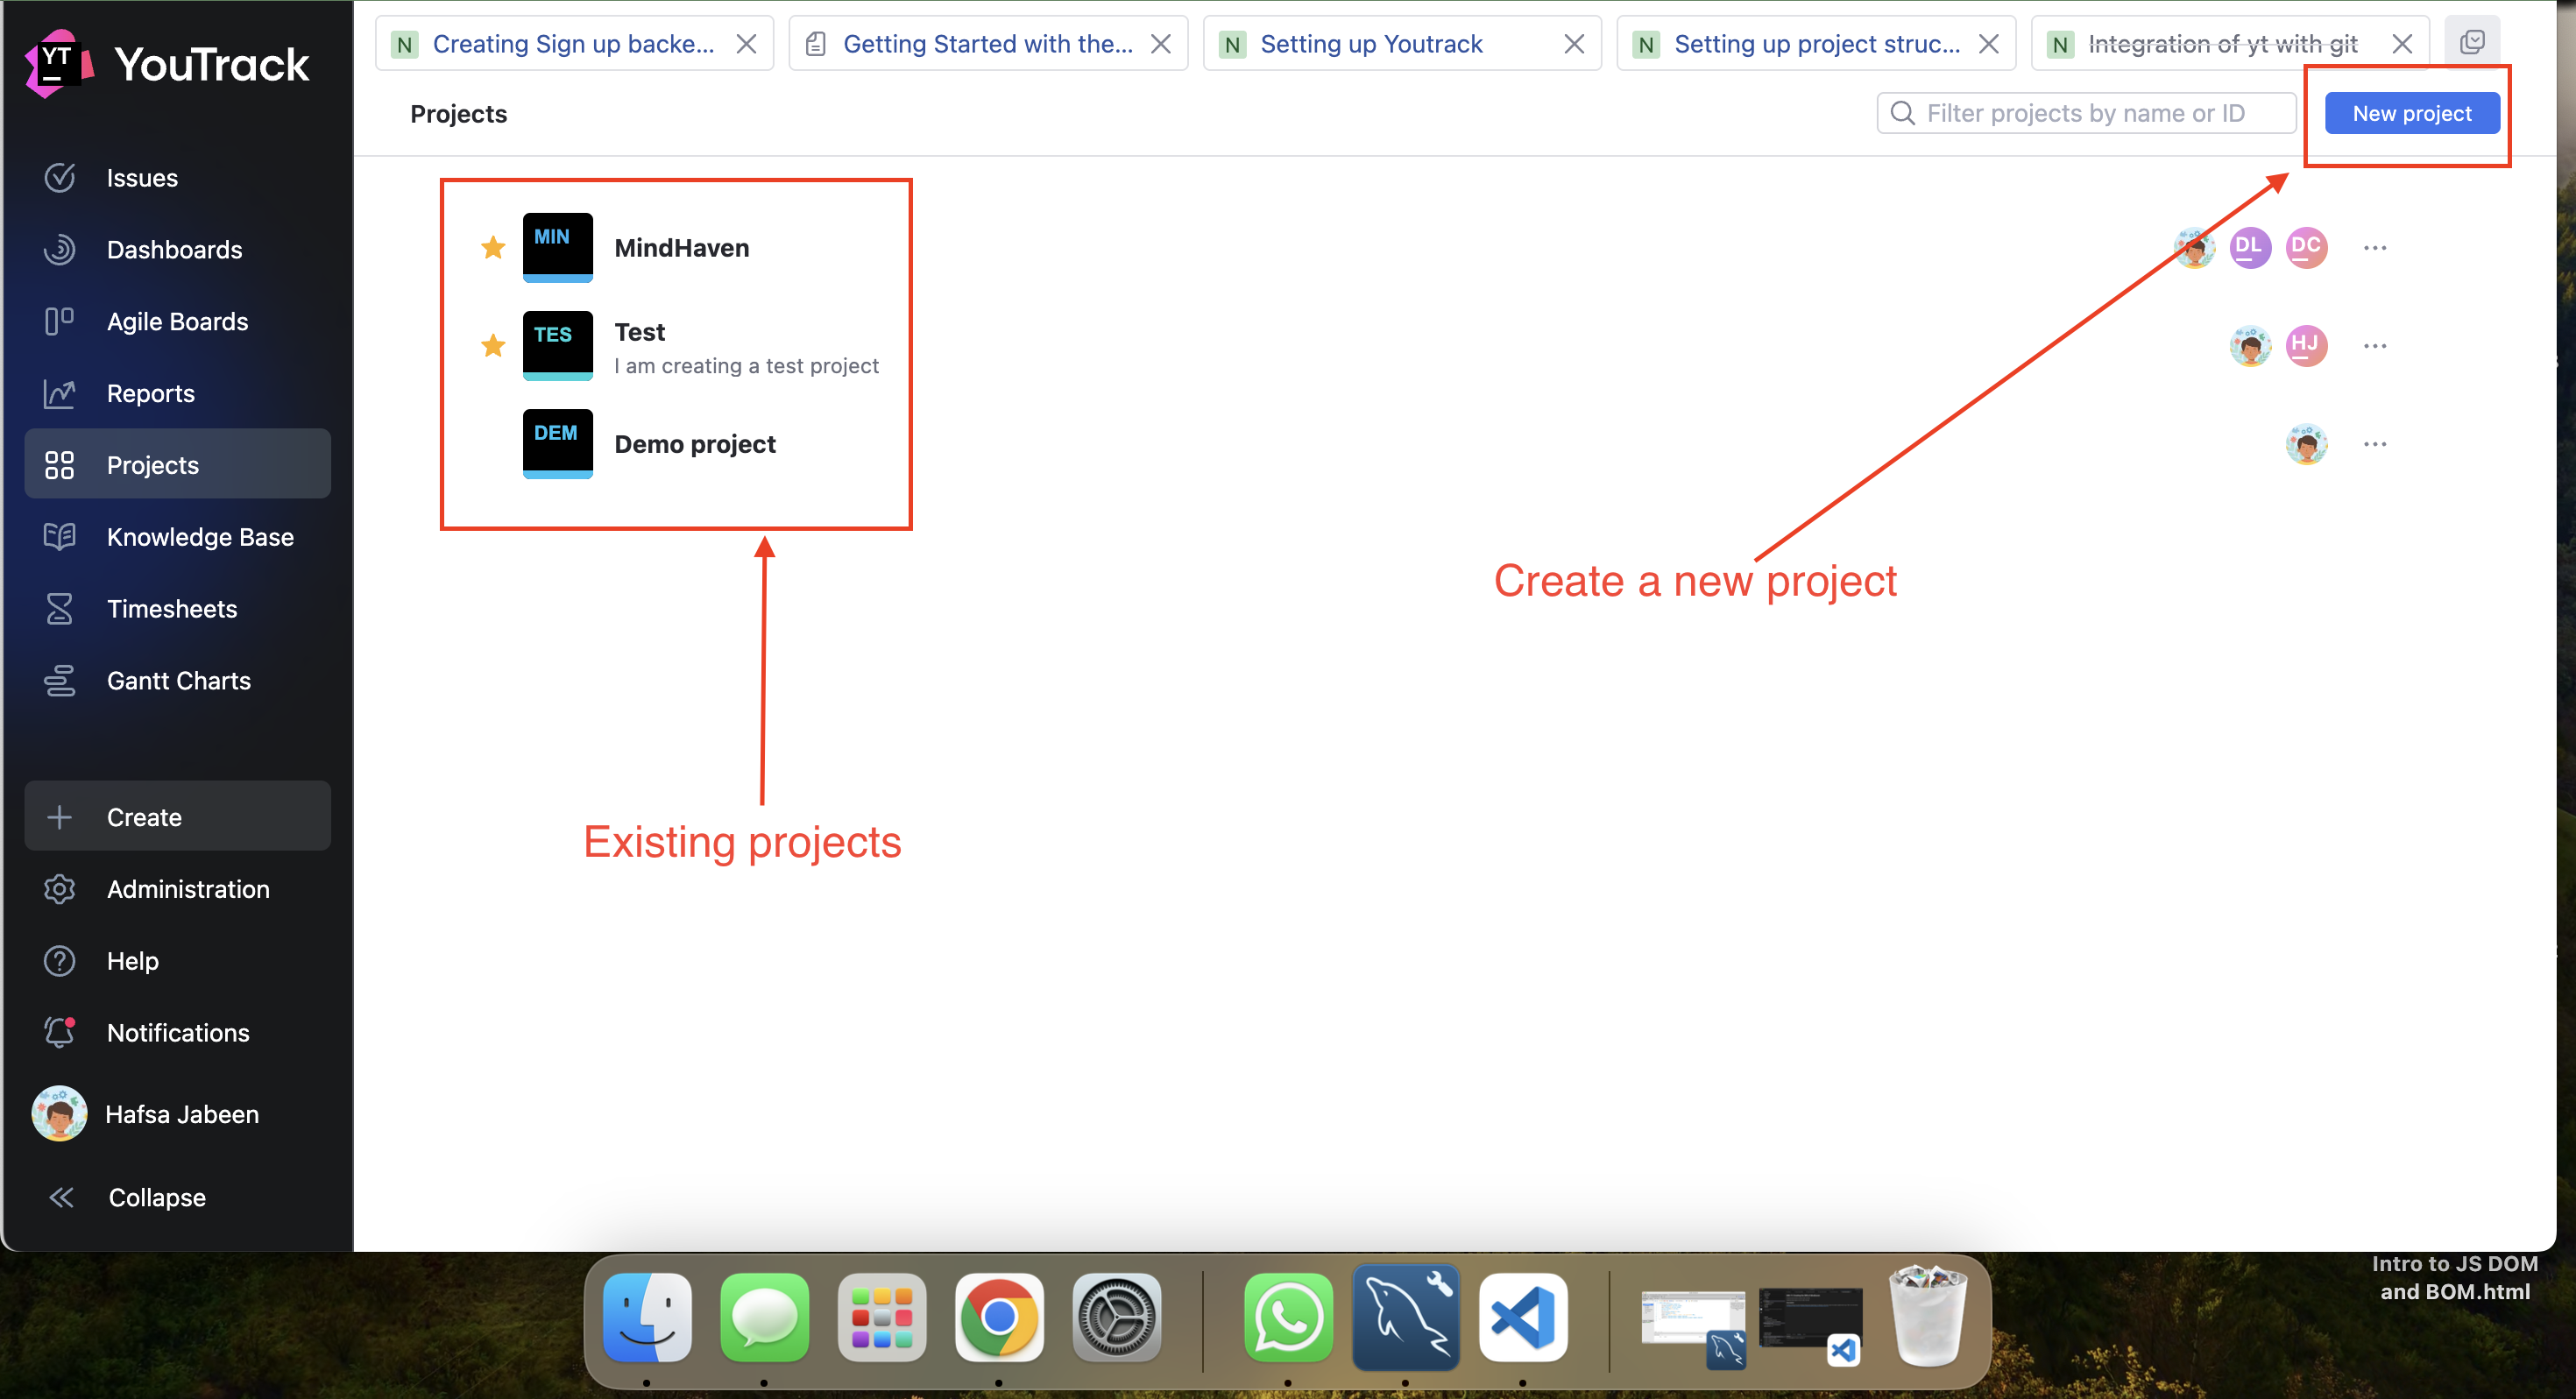 YT YouTrack
N Creating Sign up backe...
Getting Started with the...
N Setting up Youtrack
N Setting up project struc...
N Integration of yt with git
Projects
Filter projects by name or ID
New project
Issues
Dashboards
Agile Boards
Reports
Projects
Knowledge Base
Timesheets
Gantt Charts
Create
Administration
Help
Notifications
Hafsa Jabeen
Collapse
MIN MindHaven
DL DC
TES Test
I am creating a test project
HJ
DEM Demo project
Create a new project
Existing projects
Intro to JS DOM
and BOM.html